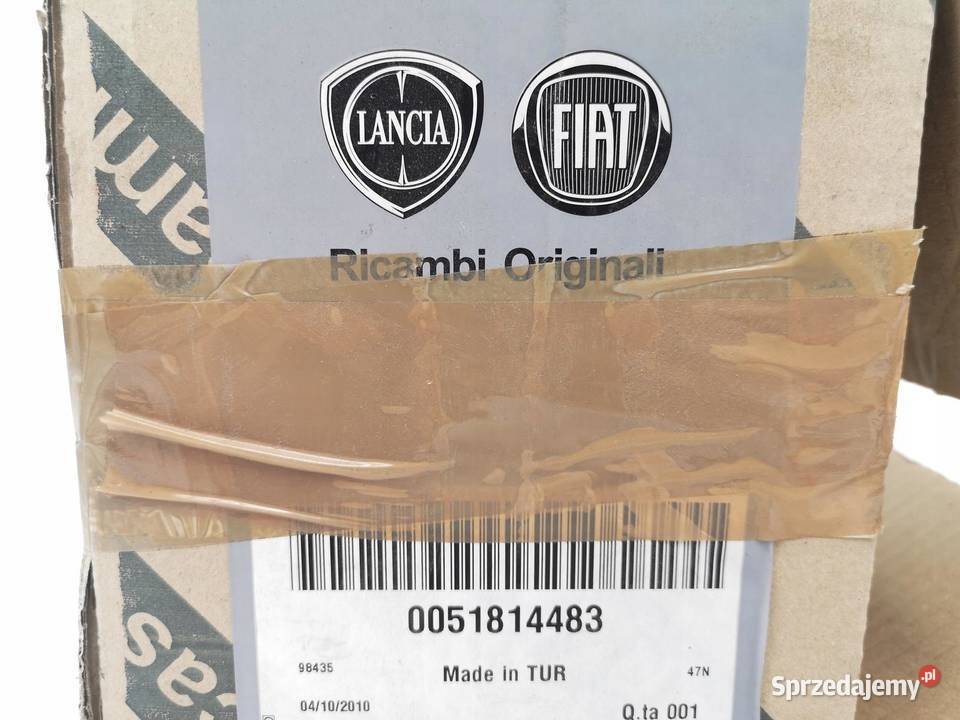 LANCIA FIAT
Ricambi Originali
0051814483
98435 Made in TUR 47N
04/10/2010 Q.ta 001
Sprzedajemy.pl